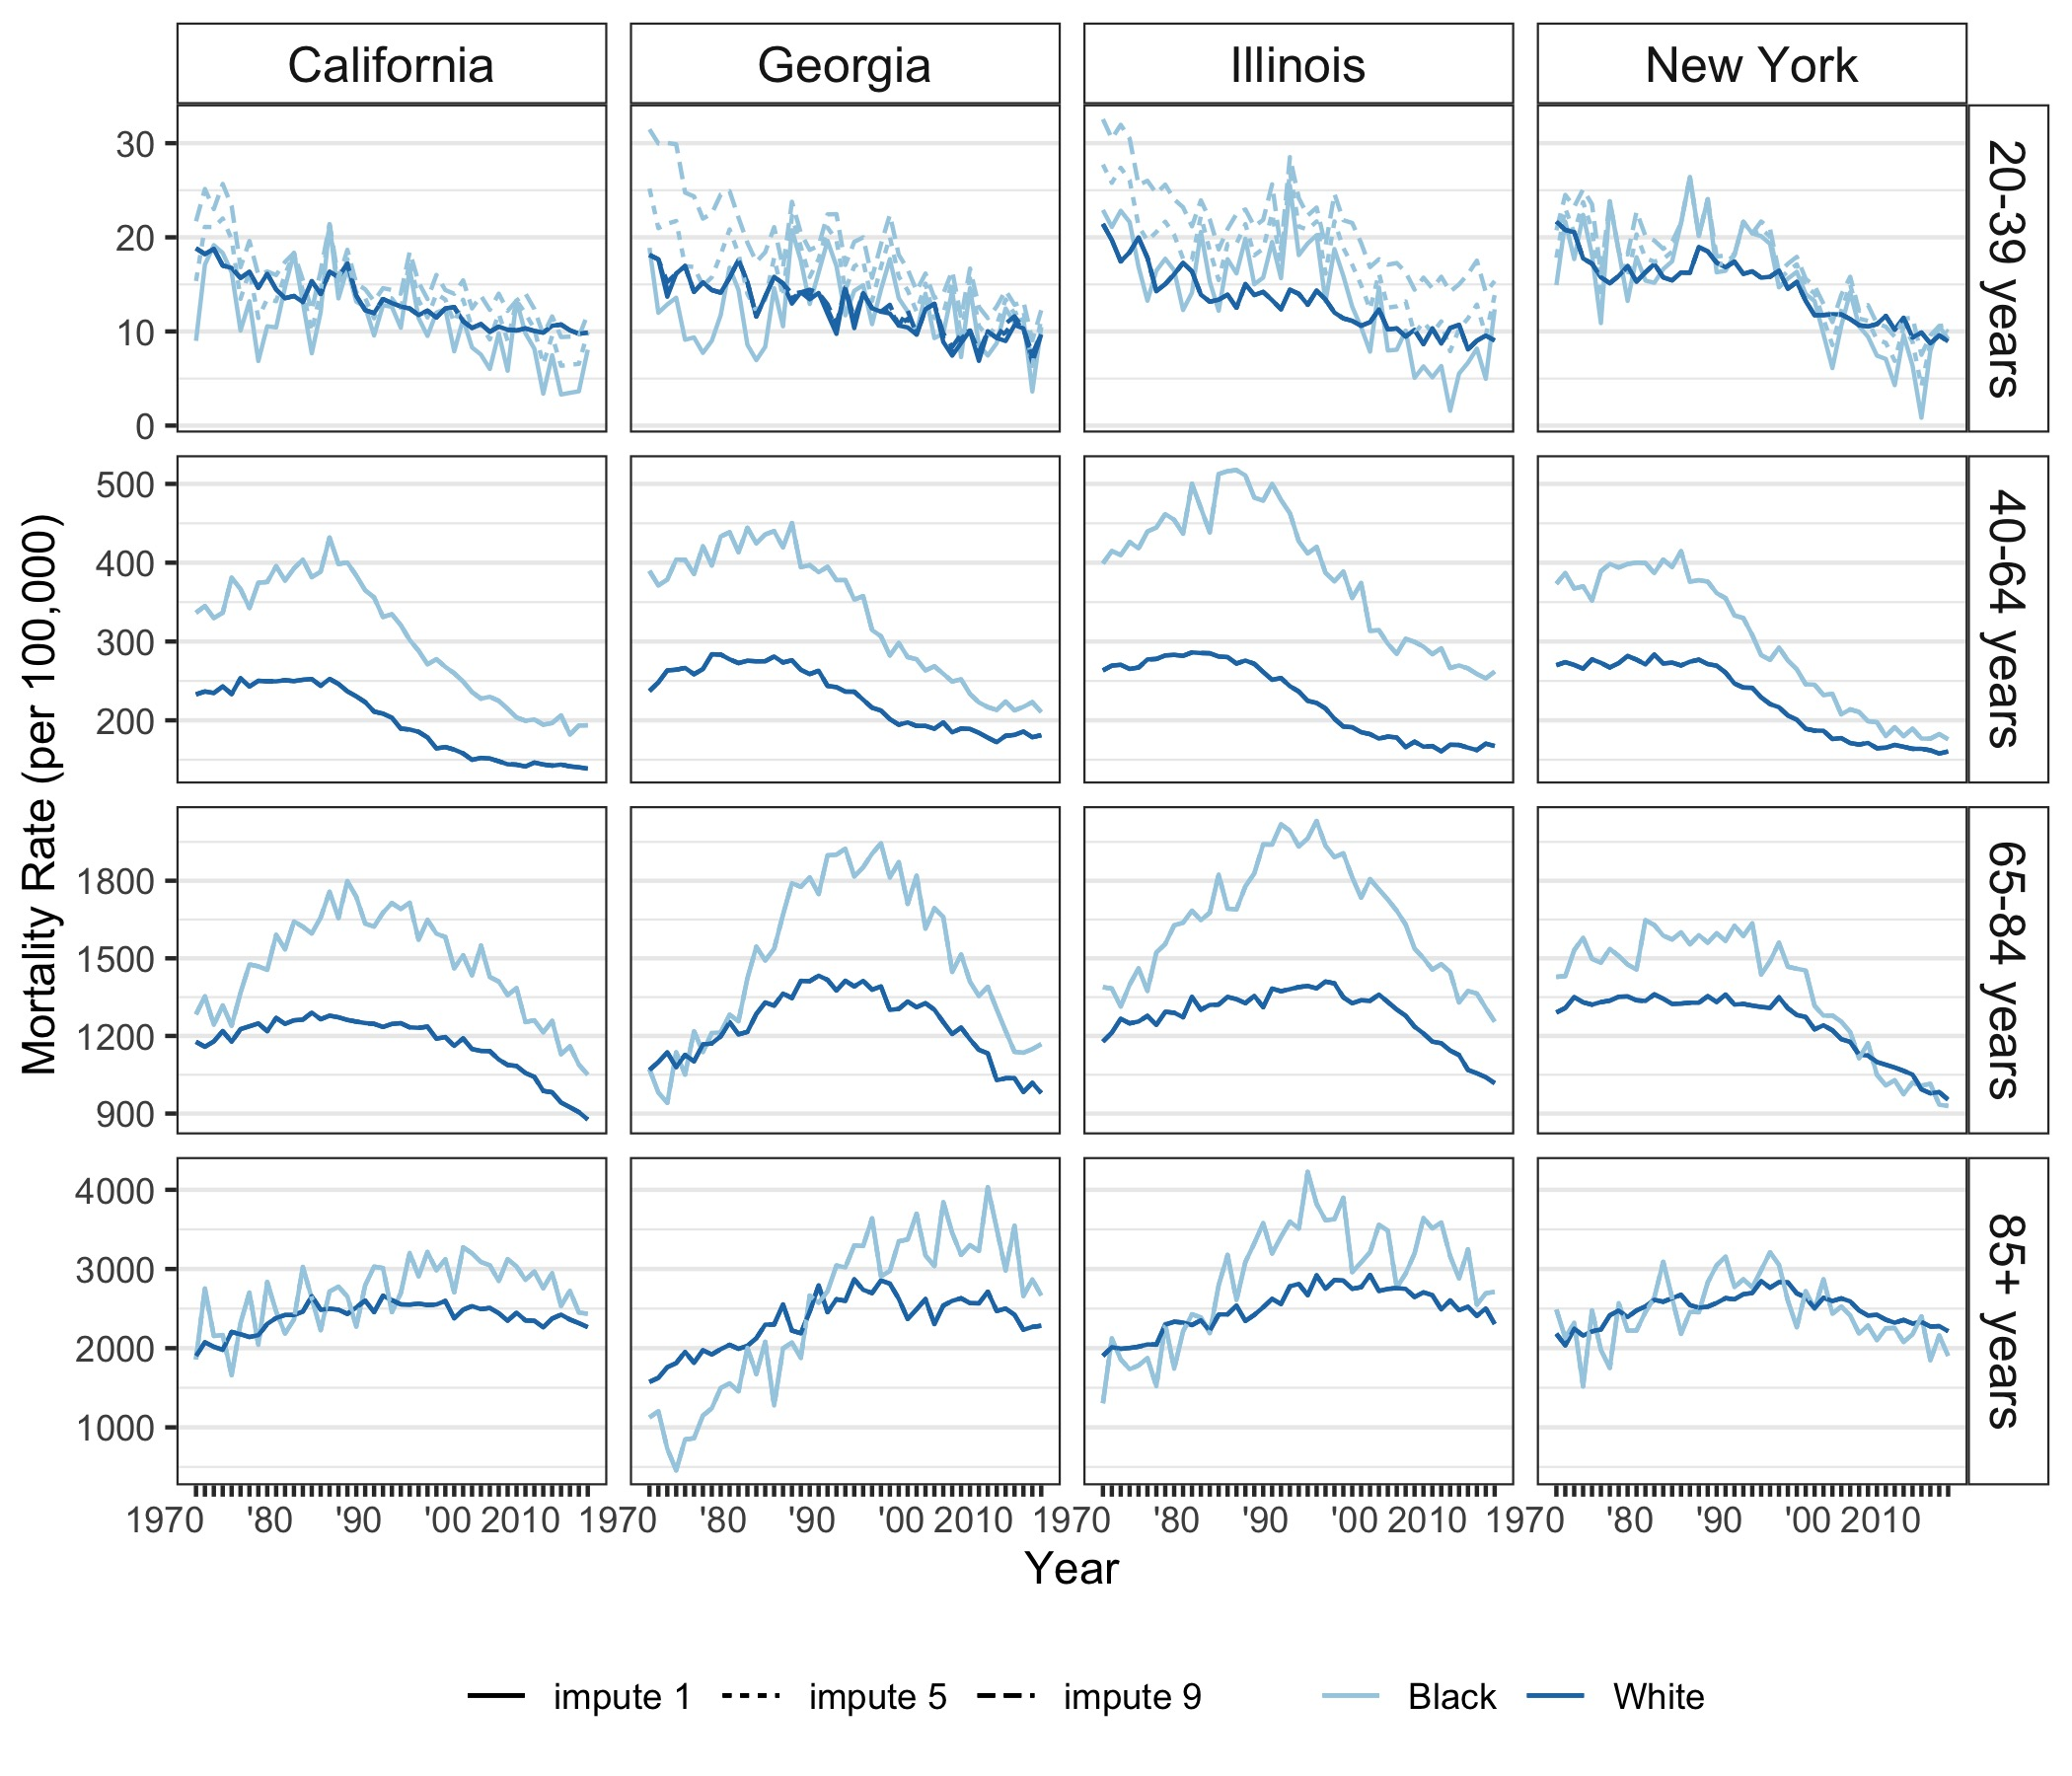 California Georgia Illinois New York
30
20
10
0
20-39 years
500
400
300
200
40-64 years
1800
1500
1200
900
65-84 years
4000
3000
2000
1000
85+ years
Mortality Rate (per 100,000)
1970 '80 '90 '00 2010 1970 '80 '90 '00 2010 1970 '80 '90 '00 2010 1970 '80 '90 '00 2010
Year
impute 1 impute 5 impute 9 Black White